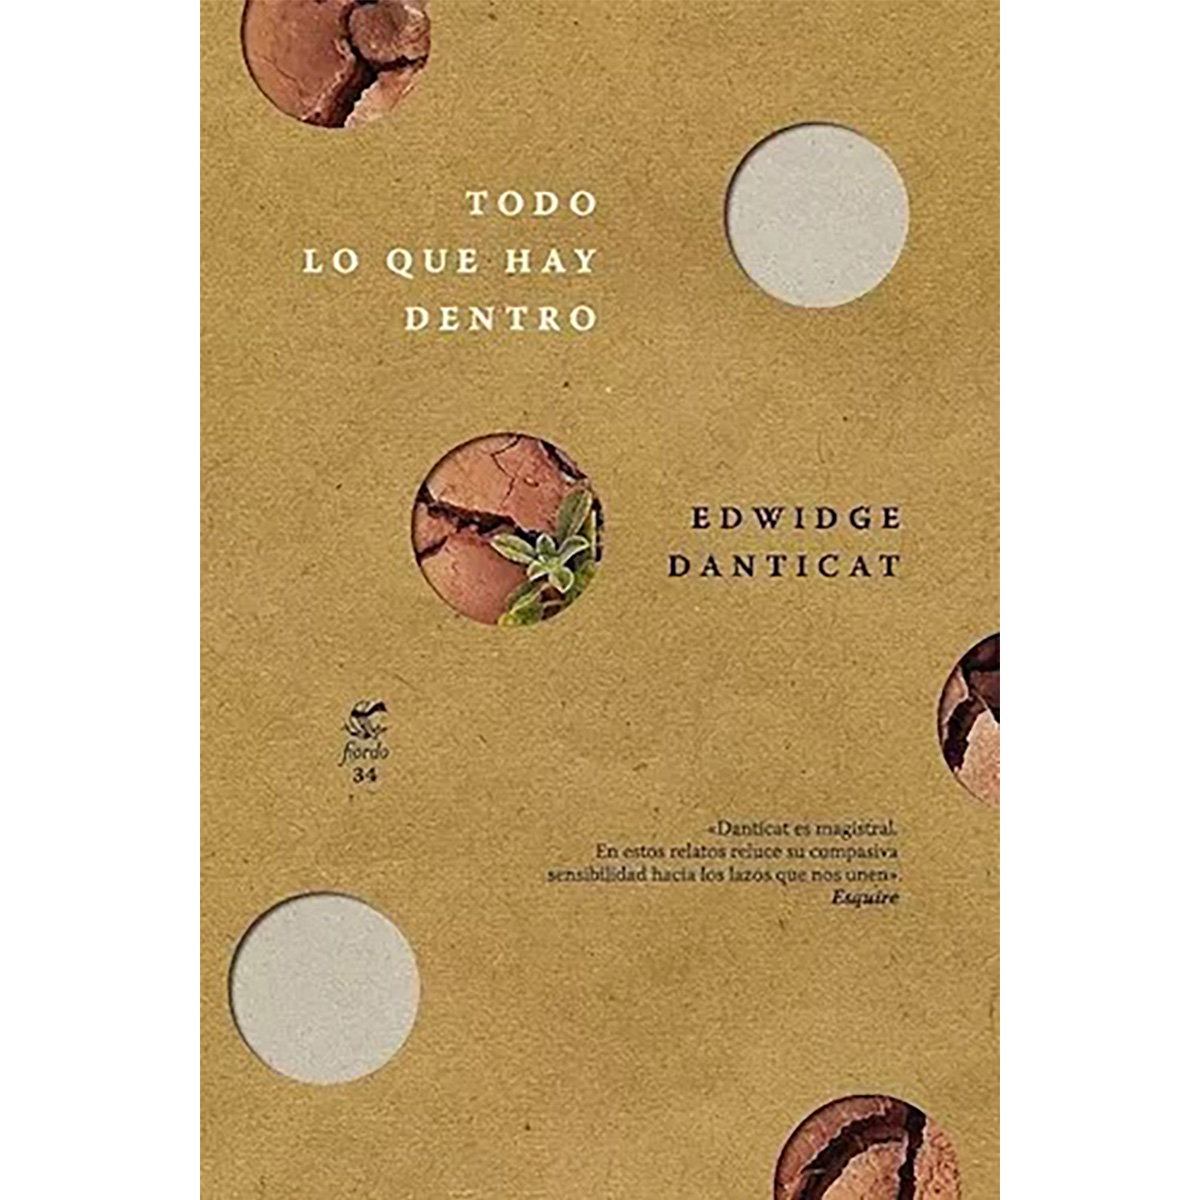 TODO
LO QUE HAY
DENTRO
EDWIDGE
DANTICAT
fiordo
34
«Danticat es magistral.
En estos relatos reluce su compasiva
sensibilidad hacia los lazos que nos unen».
Esquire